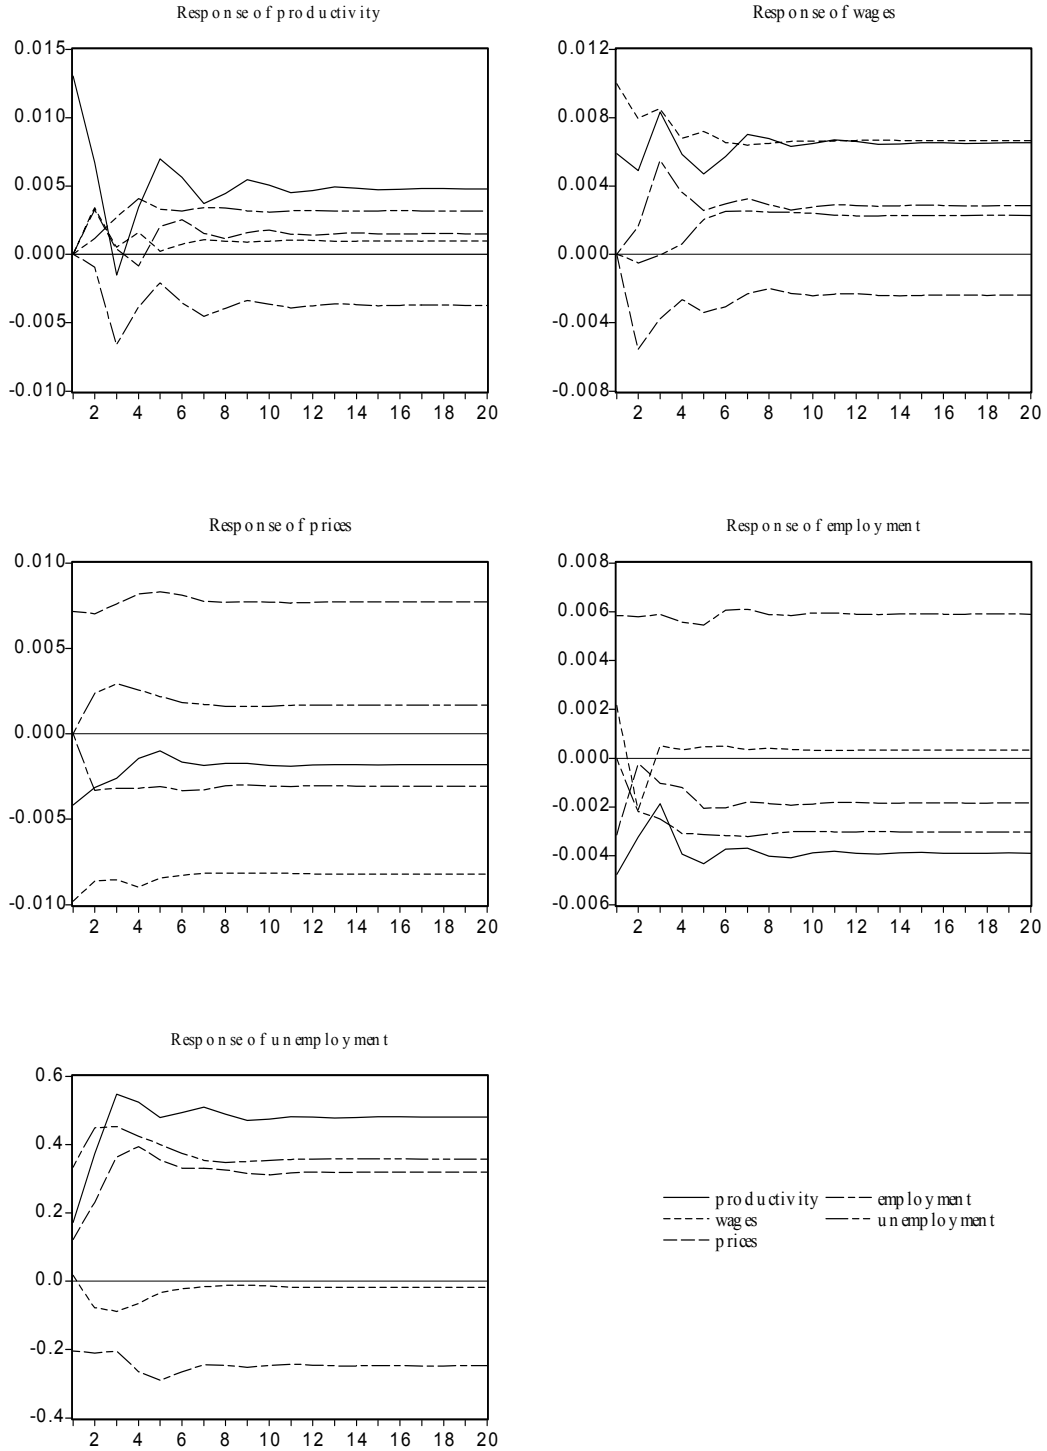 Response of productivity
0.015
0.010
0.005
0.000
-0.005
-0.010
2 4 6 8 10 12 14 16 18 20
Response of wages
0.012
0.008
0.004
0.000
-0.004
-0.008
2 4 6 8 10 12 14 16 18 20
Response of prices
0.010
0.005
0.000
-0.005
-0.010
2 4 6 8 10 12 14 16 18 20
Response of employment
0.008
0.006
0.004
0.002
0.000
-0.002
-0.004
-0.006
2 4 6 8 10 12 14 16 18 20
Response of unemployment
0.6
0.4
0.2
0.0
-0.2
-0.4
2 4 6 8 10 12 14 16 18 20
productivity employment
wages unemployment
prices